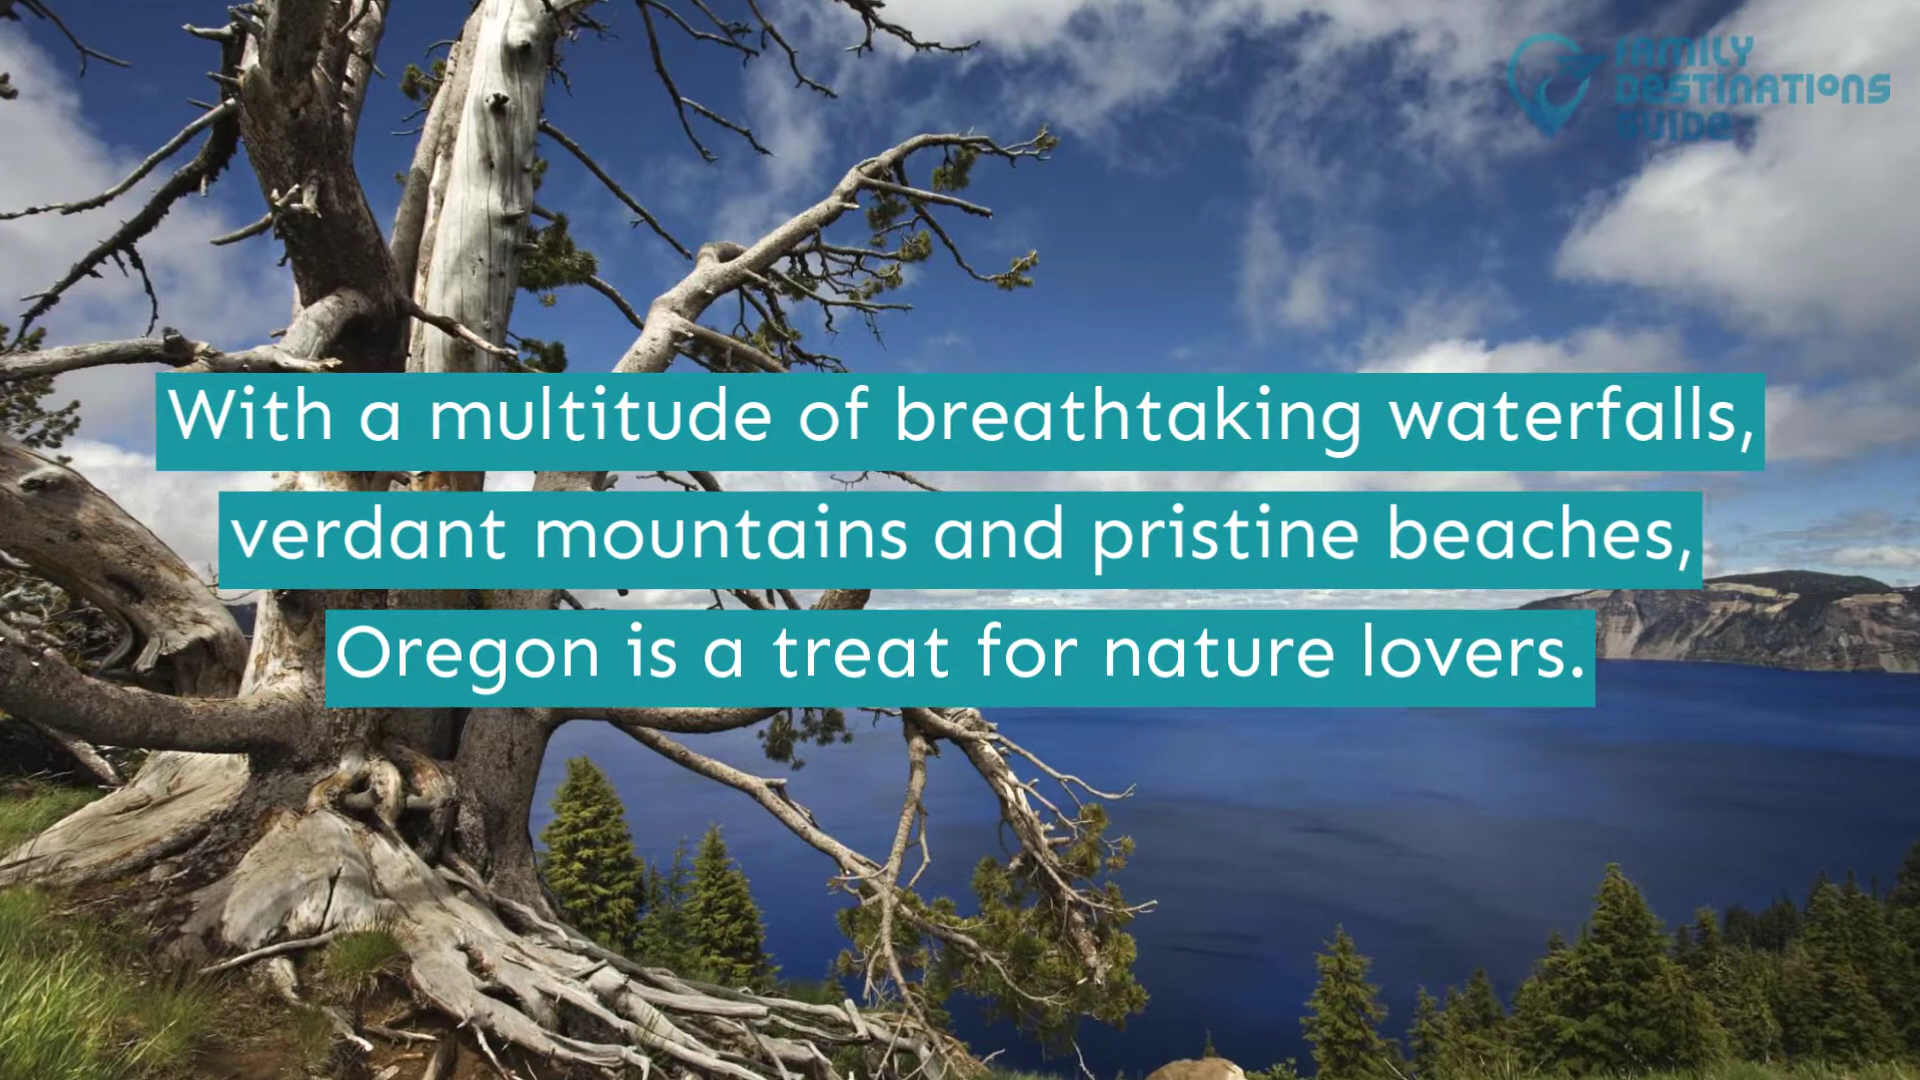 FAMILY
DESTINATIONS
GUIDE
With a multitude of breathtaking waterfalls,
verdant mountains and pristine beaches,
Oregon is a treat for nature lovers.